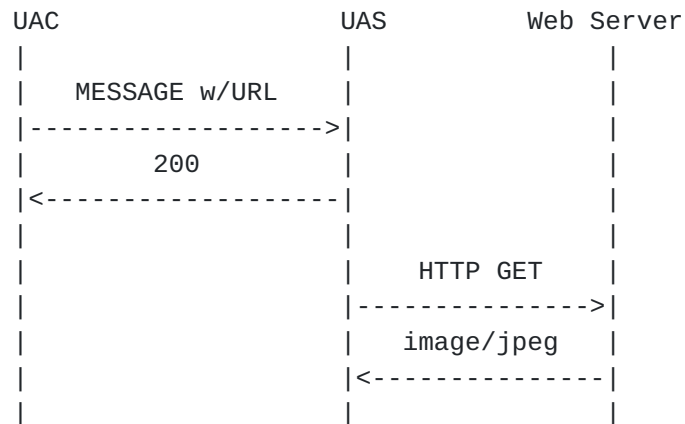 UAC UAS Web Server
| | |
| MESSAGE w/URL | |
|------------------->| |
| 200 | |
|<-------------------| |
| | |
| | HTTP GET |
| |--------------->|
| | image/jpeg |
| |<---------------|
| | |